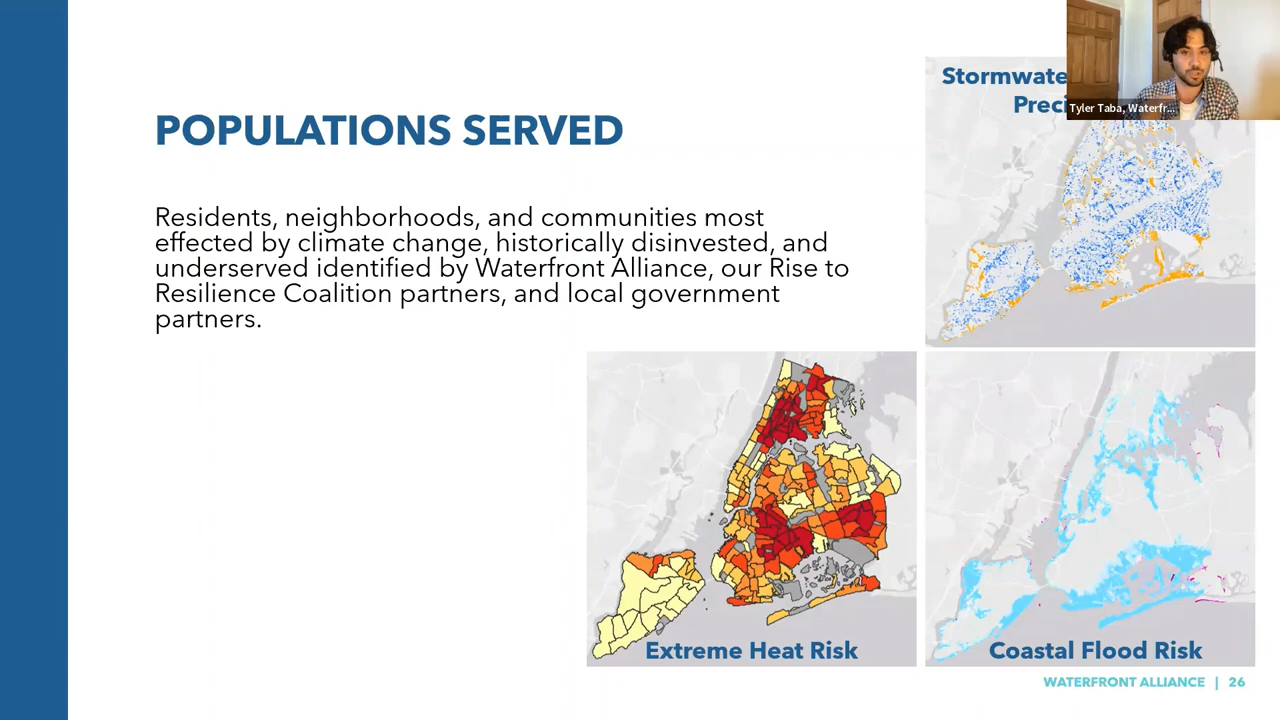 Stormwate
Preci
Tyler Taba, Waterfr...
POPULATIONS SERVED
Residents, neighborhoods, and communities most
effected by climate change, historically disinvested, and
underserved identified by Waterfront Alliance, our Rise to
Resilience Coalition partners, and local government
partners.
Extreme Heat Risk
Coastal Flood Risk
WATERFRONT ALLIANCE | 26